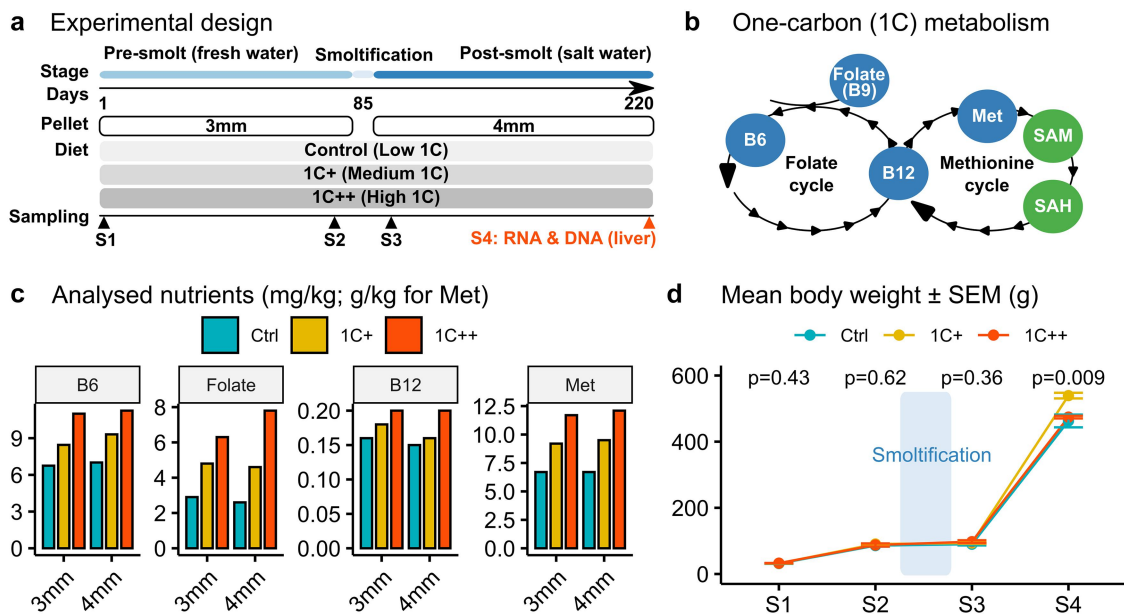 a Experimental design
Pre-smolt (fresh water) Smoltification Post-smolt (salt water)
Stage
Days
1 85 220
Pellet 3mm 4mm
Diet Control (Low 1C)
1C+ (Medium 1C)
1C++ (High 1C)
Sampling
S1 S2 S3 S4: RNA & DNA (liver)
b One-carbon (1C) metabolism
Folate
(B9)
Met
B6
SAM
Folate
cycle
B12
Methionine
cycle
SAH
c Analysed nutrients (mg/kg; g/kg for Met)
Ctrl 1C+ 1C++
B6
9
6
3
0
3mm
4mm
Folate
8
6
4
2
0
3mm
4mm
B12
0.20
0.15
0.10
0.05
0.00
3mm
4mm
Met
12.5
10.0
7.5
5.0
2.5
0.0
3mm
4mm
d Mean body weight ± SEM (g)
Ctrl 1C+ 1C++
600
400
200
0
p=0.43 p=0.62 p=0.36 p=0.009
Smoltification
S1 S2 S3 S4